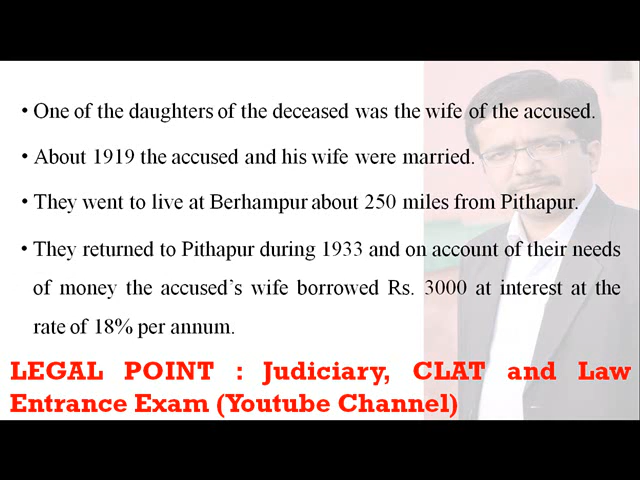 • One of the daughters of the deceased was the wife of the accused.
• About 1919 the accused and his wife were married.
• They went to live at Berhampur about 250 miles from Pithapur.
• They returned to Pithapur during 1933 and on account of their needs
of money the accused's wife borrowed Rs. 3000 at interest at the
rate of 18% per annum.
LEGAL POINT : Judiciary, CLAT and Law
Entrance Exam (Youtube Channel)